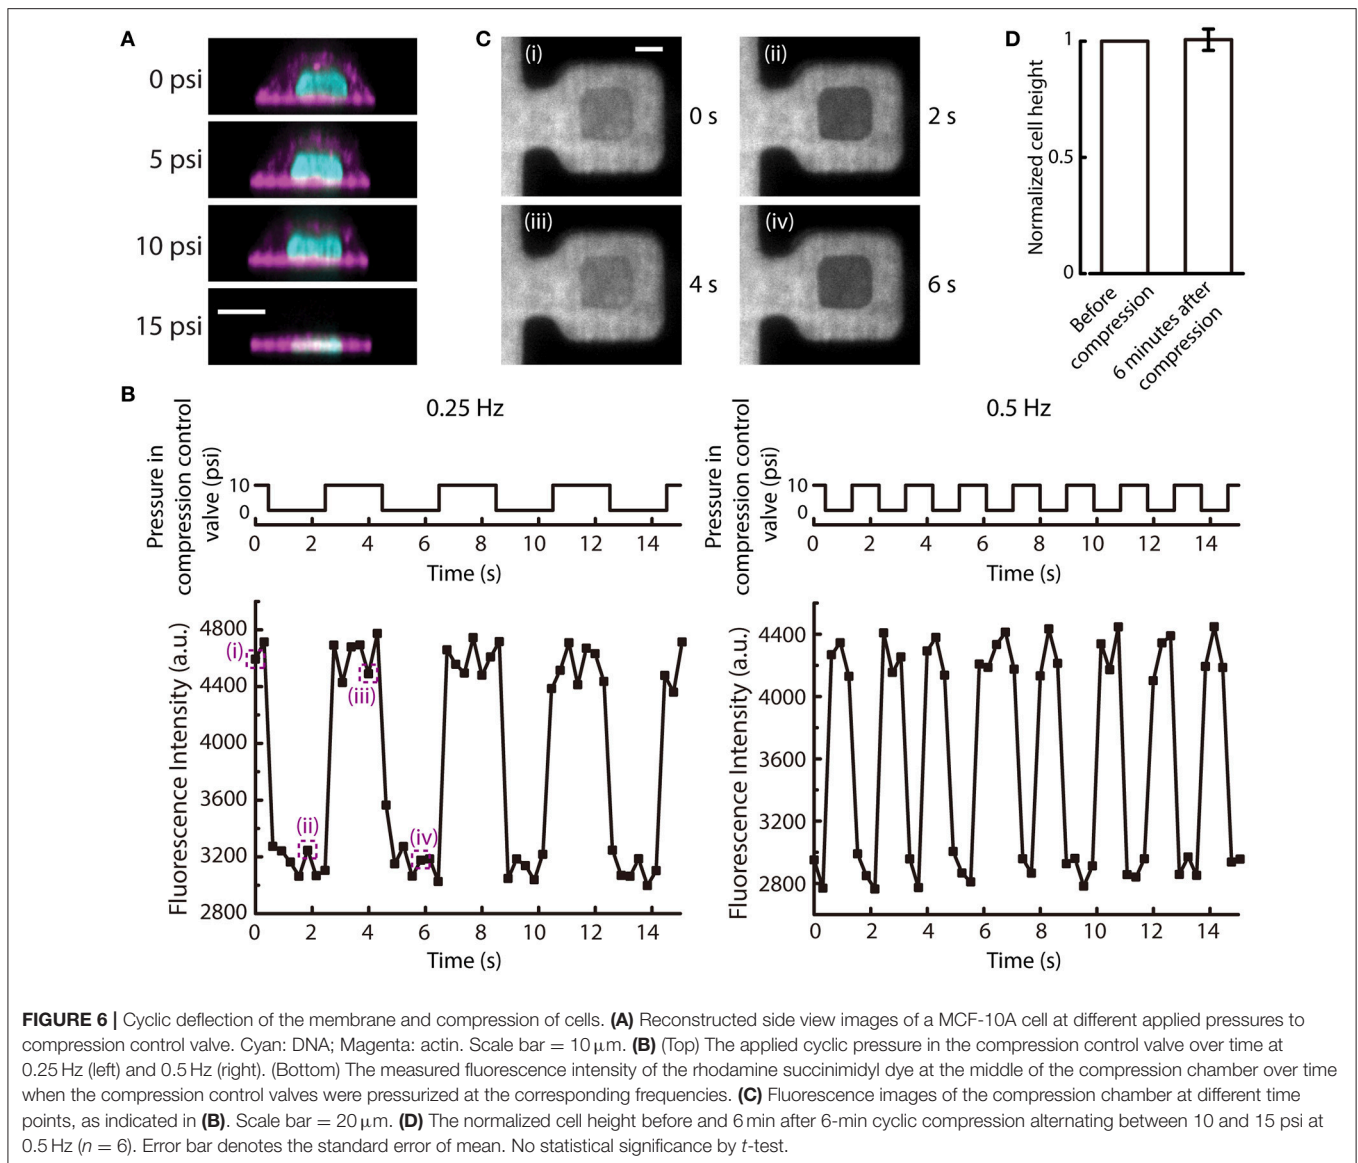 A
0 psi
5 psi
10 psi
15 psi
C
(i)
0 s
(ii)
2 s
(iii)
4 s
(iv)
6 s
D
1
0.5
0
Normalized cell height
Before
compression
6 minutes after
compression
B
0.25 Hz
Pressure in
compression control
valve (psi)
10
0
0 2 4 6 8 10 12 14
Time (s)
0.5 Hz
Pressure in
compression control
valve (psi)
10
0
0 2 4 6 8 10 12 14
Time (s)
Fluorescence Intensity (a.u.)
4800
4400
4000
3600
3200
2800
(i)
(ii)
(iii)
(iv)
0 2 4 6 8 10 12 14
Time (s)
Fluorescence Intensity (a.u.)
4400
4000
3600
3200
2800
0 2 4 6 8 10 12 14
Time (s)
FIGURE 6 | Cyclic deflection of the membrane and compression of cells. (A) Reconstructed side view images of a MCF-10A cell at different applied pressures to
compression control valve. Cyan: DNA; Magenta: actin. Scale bar = 10 µm. (B) (Top) The applied cyclic pressure in the compression control valve over time at
0.25 Hz (left) and 0.5 Hz (right). (Bottom) The measured fluorescence intensity of the rhodamine succinimidyl dye at the middle of the compression chamber over time
when the compression control valves were pressurized at the corresponding frequencies. (C) Fluorescence images of the compression chamber at different time
points, as indicated in (B). Scale bar = 20 µm. (D) The normalized cell height before and 6 min after 6-min cyclic compression alternating between 10 and 15 psi at
0.5 Hz (n = 6). Error bar denotes the standard error of mean. No statistical significance by t-test.